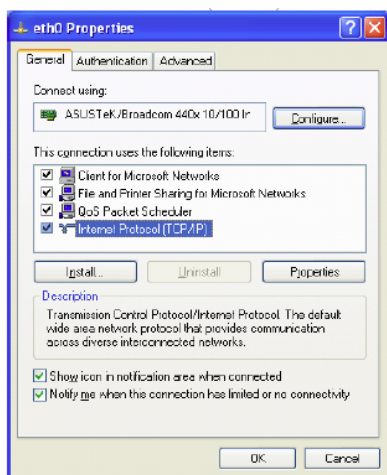 eth0 Properties
General Authentication Advanced
Connect using:
ASUSTeK/Broadcom 440x 10/100 Ir Configure...
This connection uses the following items:
Client for Microsoft Networks
File and Printer Sharing for Microsoft Networks
QoS Packet Scheduler
Internet Protocol (TCP/IP)
Install... Uninstall Properties
Description
Transmission Control Protocol/Internet Protocol. The default
wide area network protocol that provides communication
across diverse interconnected networks.
Show icon in notification area when connected
Notify me when this connection has limited or no connectivity
OK Cancel